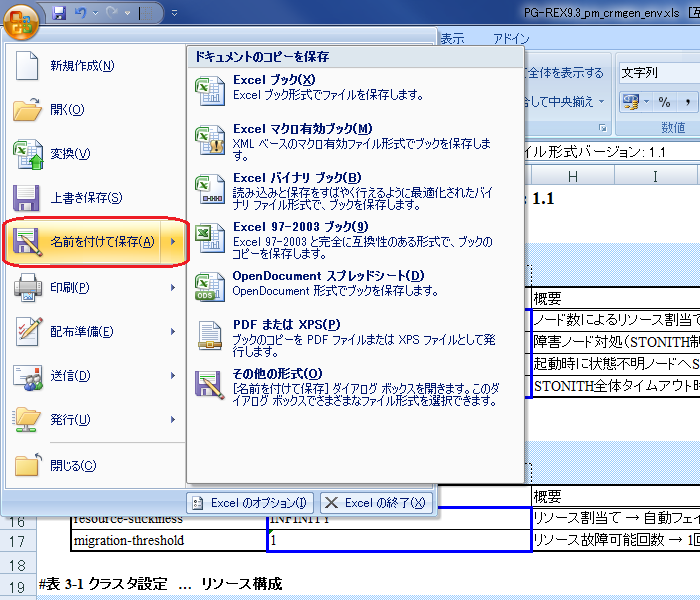 PG-REX9.3_pm_crmgen_env.xls
表示 アドイン
新規作成(N)
開く(O)
変換(V)
上書き保存(S)
名前を付けて保存(A)
印刷(P)
配布準備(E)
送信(D)
発行(U)
閉じる(C)
ドキュメントのコピーを保存
Excel ブック(X)
Excel ブック形式でファイルを保存します。
Excel マクロ有効ブック(M)
XML ベースのマクロ有効ファイル形式でブックを保存しま
す。
Excel バイナリ ブック(B)
読み込みと保存をすばやく行えるように最適化されたバイ
ナリ ファイル形式で、ブックを保存します。
Excel 97-2003 ブック(9)
Excel 97-2003 と完全に互換性のある形式で、ブックの
コピーを保存します。
OpenDocument スプレッドシート(D)
OpenDocument 形式でブックを保存します。
PDF または XPS(P)
ブックのコピーを PDF ファイルまたは XPS ファイルとして発
行します。
その他の形式(O)
[名前を付けて保存] ダイアログ ボックスを開きます。このダ
イアログ ボックスでさまざまなファイル形式を選択できます。
Excel のオプション(I)
Excel の終了(X)
て全体を表示する
文字列
して中央揃え
% ,
数値
イル形式バージョン: 1.1
H I
: 1.1
概要
ノード数によるリソース割当て
障害ノード対処(STONITH制
起動時に状態不明ノードへS
STONITH全体タイムアウト時
概要
16 resource-stickiness INFINITY リソース割当て → 自動フェイ
17 migration-threshold 1 リソース故障可能回数 → 1回
18
19 #表 3-1 クラスタ設定 … リソース構成